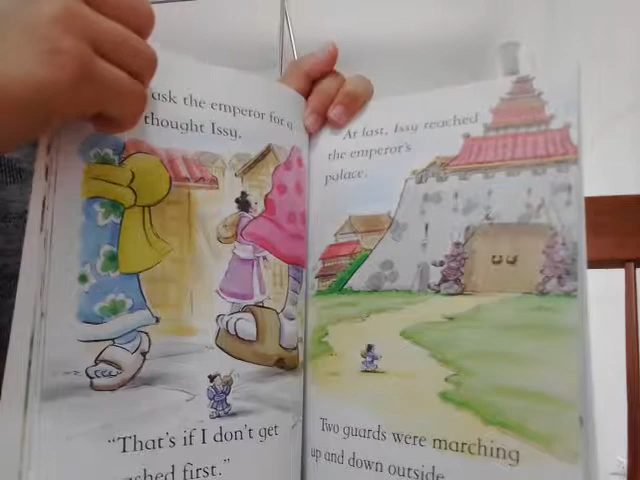 ask the emperor for a
thought Issy.
"That's if I don't get
first."
At last, Issy reached
the emperor's
palace.
Two guards were marching
up and down outside